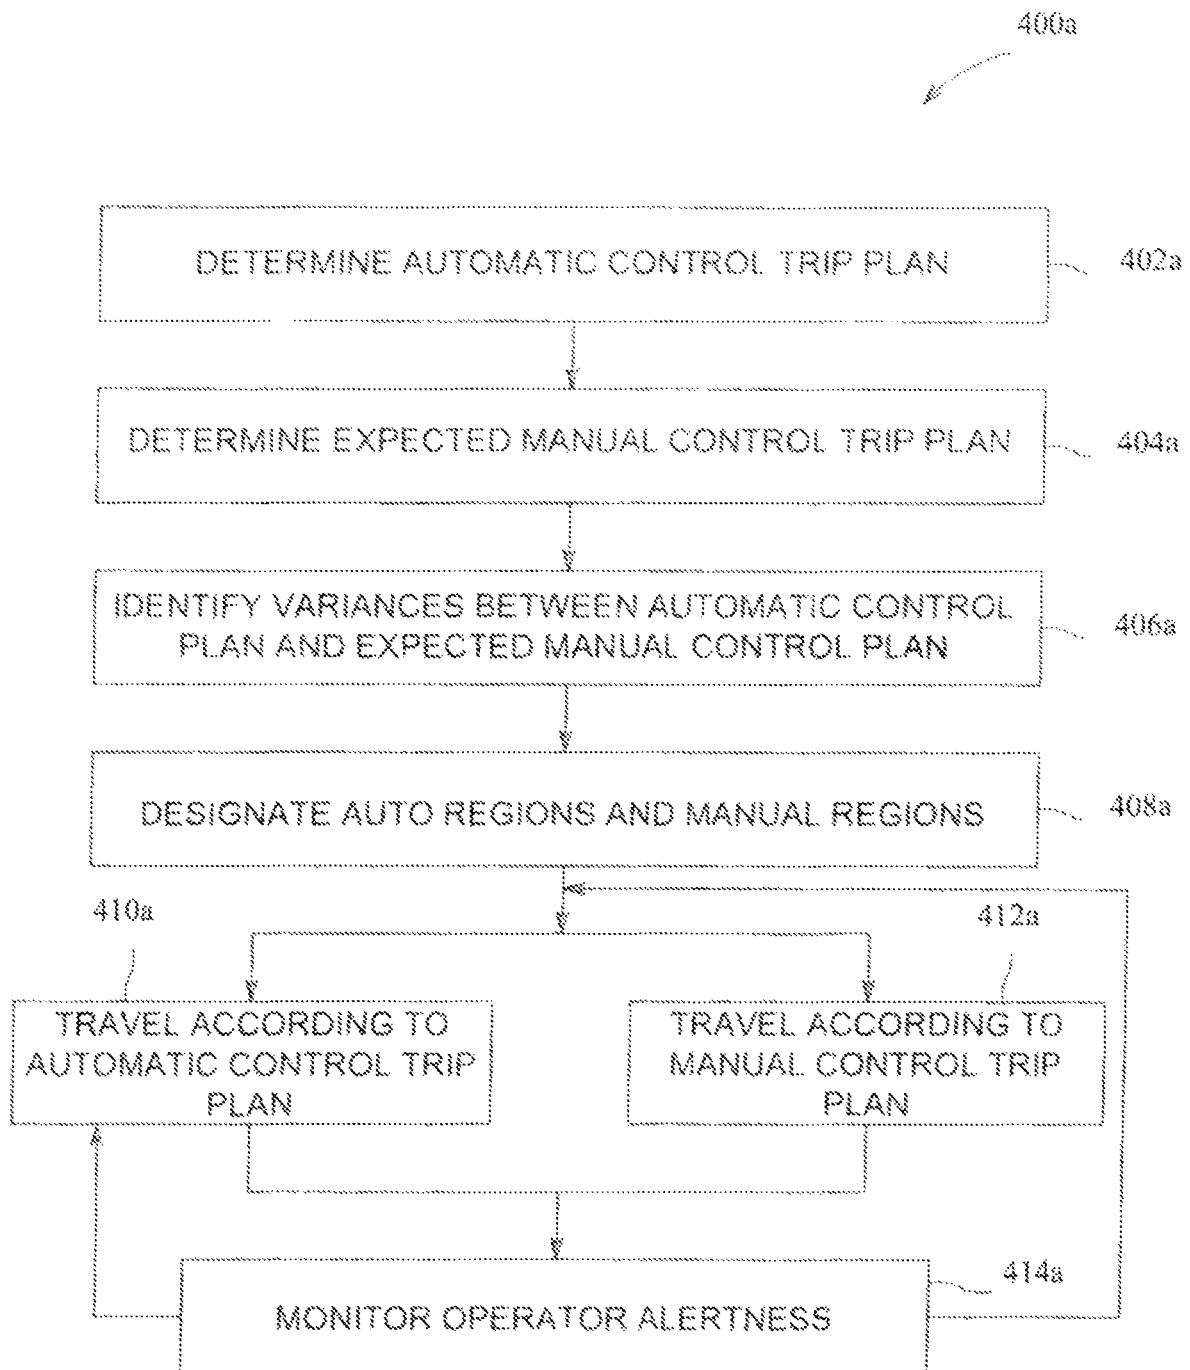 400a
DETERMINE AUTOMATIC CONTROL TRIP PLAN
402a
DETERMINE EXPECTED MANUAL CONTROL TRIP PLAN
404a
IDENTIFY VARIANCES BETWEEN AUTOMATIC CONTROL
PLAN AND EXPECTED MANUAL CONTROL PLAN
406a
DESIGNATE AUTO REGIONS AND MANUAL REGIONS
408a
410a
TRAVEL ACCORDING TO
AUTOMATIC CONTROL TRIP
PLAN
412a
TRAVEL ACCORDING TO
MANUAL CONTROL TRIP
PLAN
414a
MONITOR OPERATOR ALERTNESS